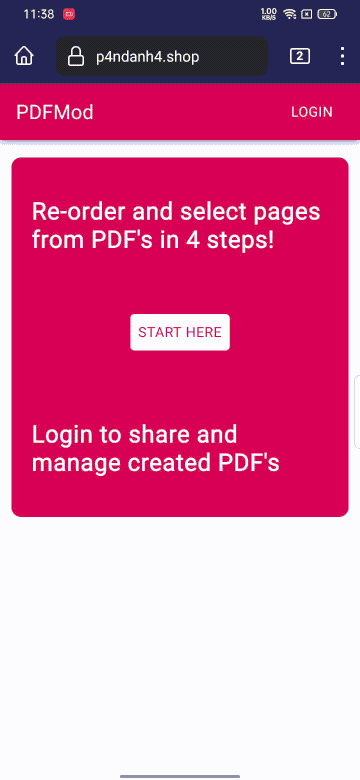 11:38
1.00
KB/S
62
p4ndanh4.shop
2
PDFMod
LOGIN
Re-order and select pages
from PDF's in 4 steps!
START HERE
Login to share and
manage created PDF's